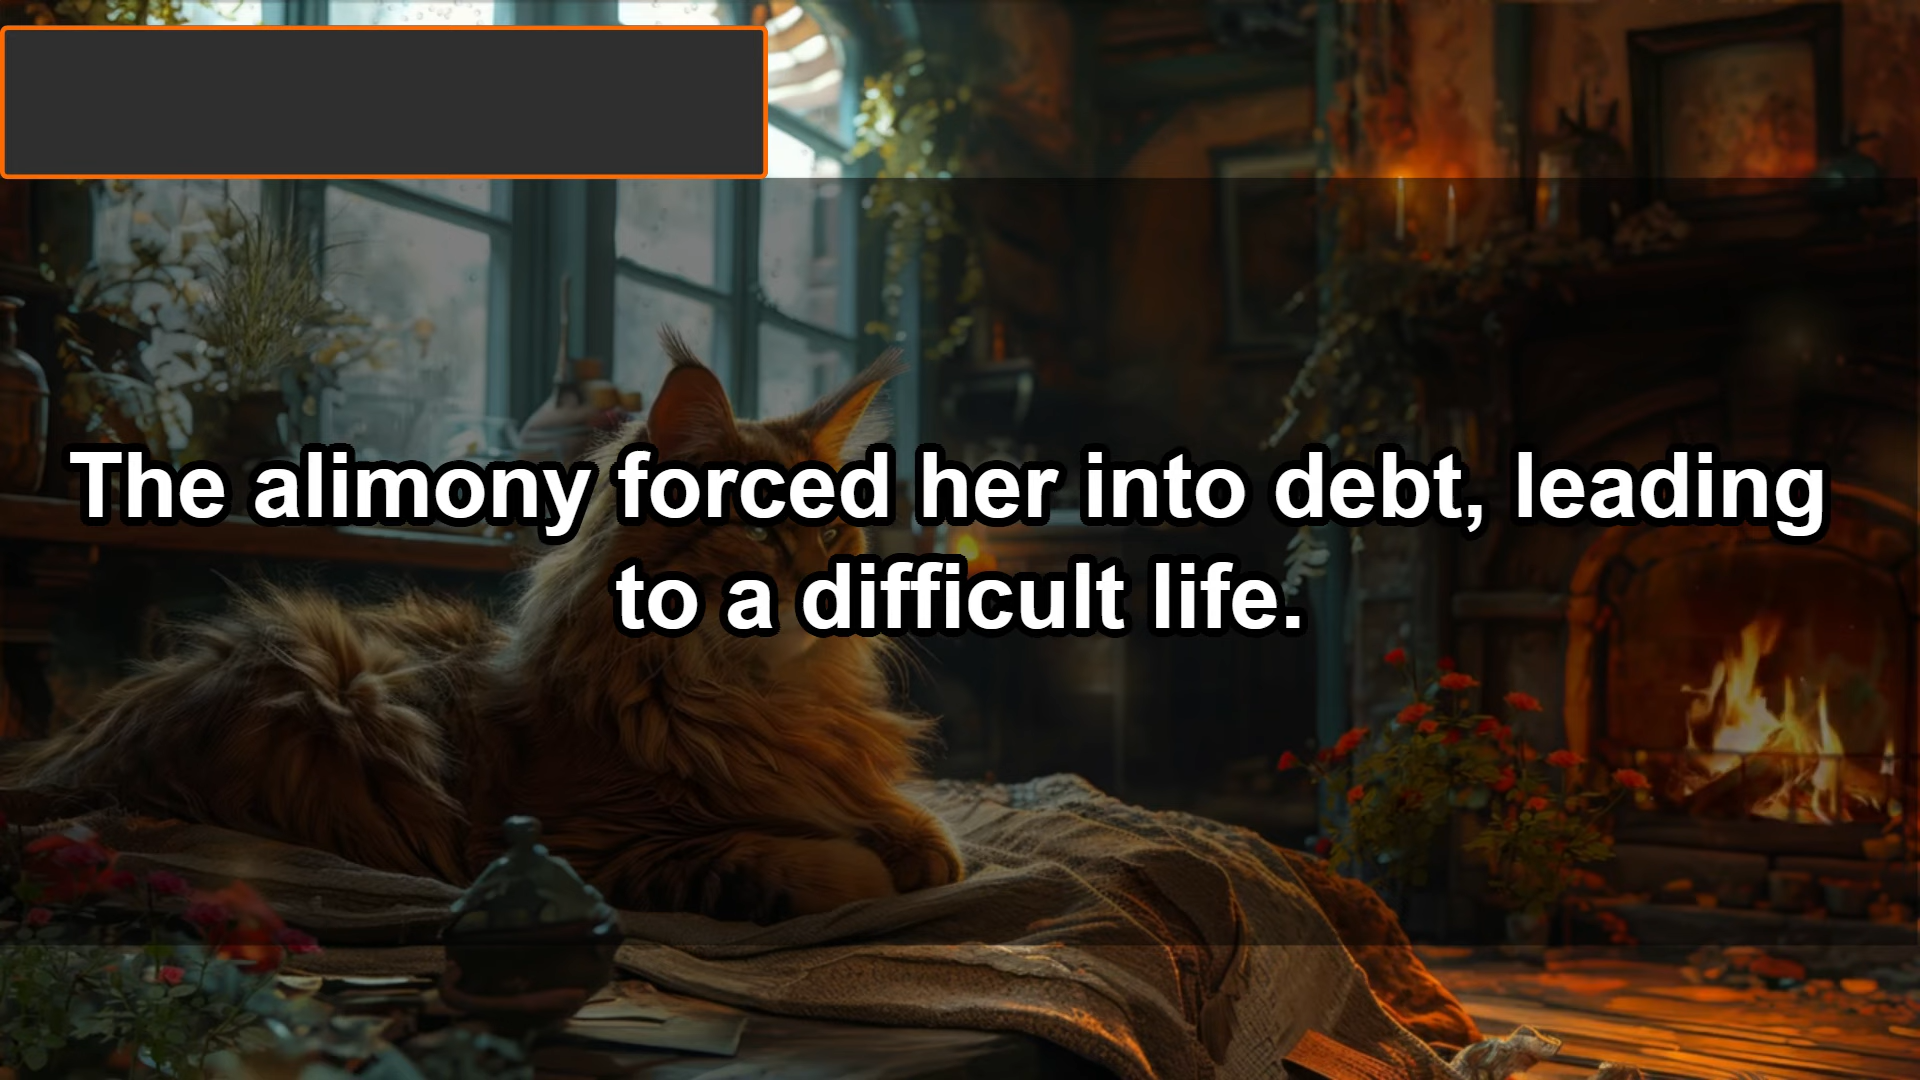 The alimony forced her into debt, leading
to a difficult life.